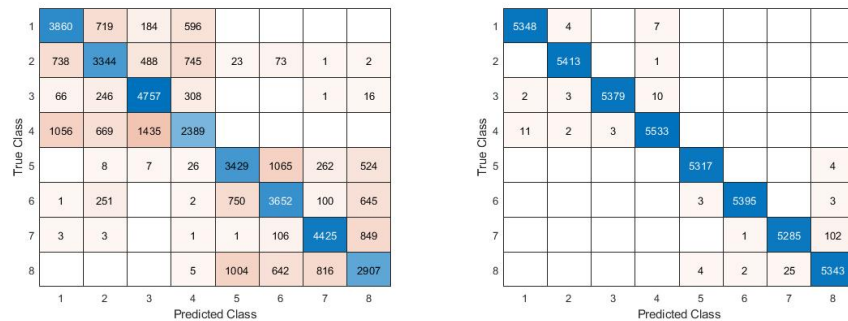 1 3860 719 184 596
2 738 3344 488 745 23 73 1 2
3 66 246 4757 308 1 16
4 1056 669 1435 2389
5 8 7 26 3429 1065 262 524
6 1 251 2 750 3652 100 645
7 3 3 1 1 106 4425 849
8 5 1004 642 816 2907
1 2 3 4 5 6 7 8
Predicted Class
True Class
1 5348 4 7
2 5413 1
3 2 3 5379 10
4 11 2 3 5533
5 5317 4
6 3 5395 3
7 1 5285 102
8 4 2 25 5343
1 2 3 4 5 6 7 8
Predicted Class
True Class